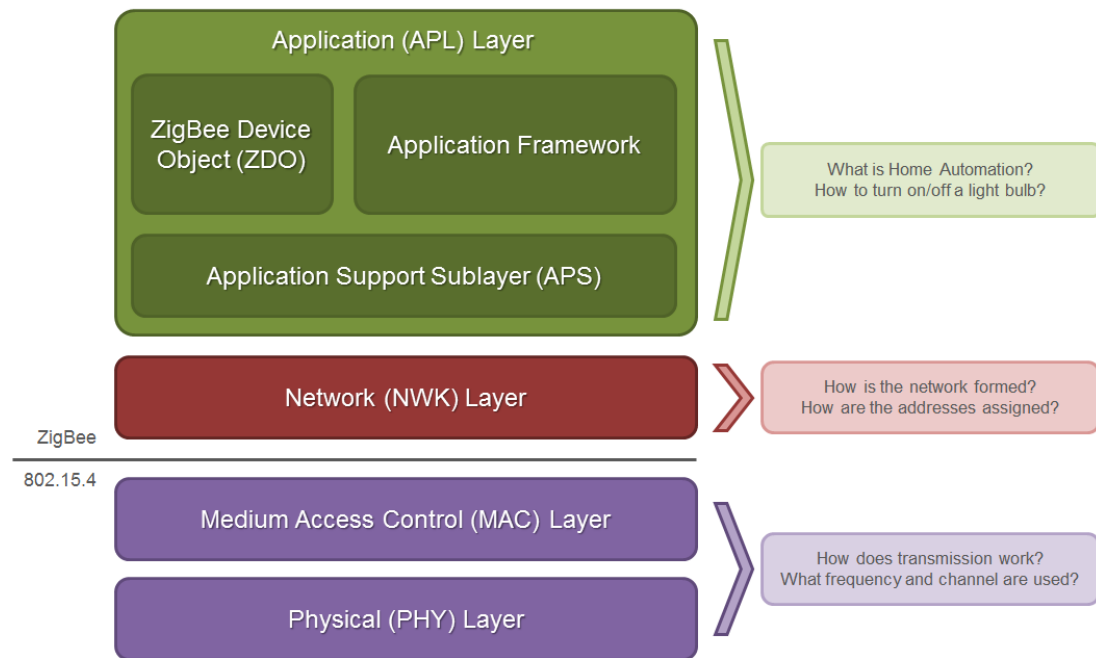 Application (APL) Layer
ZigBee Device
Object (ZDO)
Application Framework
Application Support Sublayer (APS)
What is Home Automation?
How to turn on/off a light bulb?
Network (NWK) Layer
How is the network formed?
How are the addresses assigned?
ZigBee
802.15.4
Medium Access Control (MAC) Layer
How does transmission work?
What frequency and channel are used?
Physical (PHY) Layer